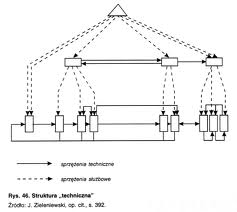 sprzężenia techniczne
sprzężenia służbowe
Rys. 46. Struktura „techniczna”
Źródło: J. Zieleniewski, op. cit., s. 392.